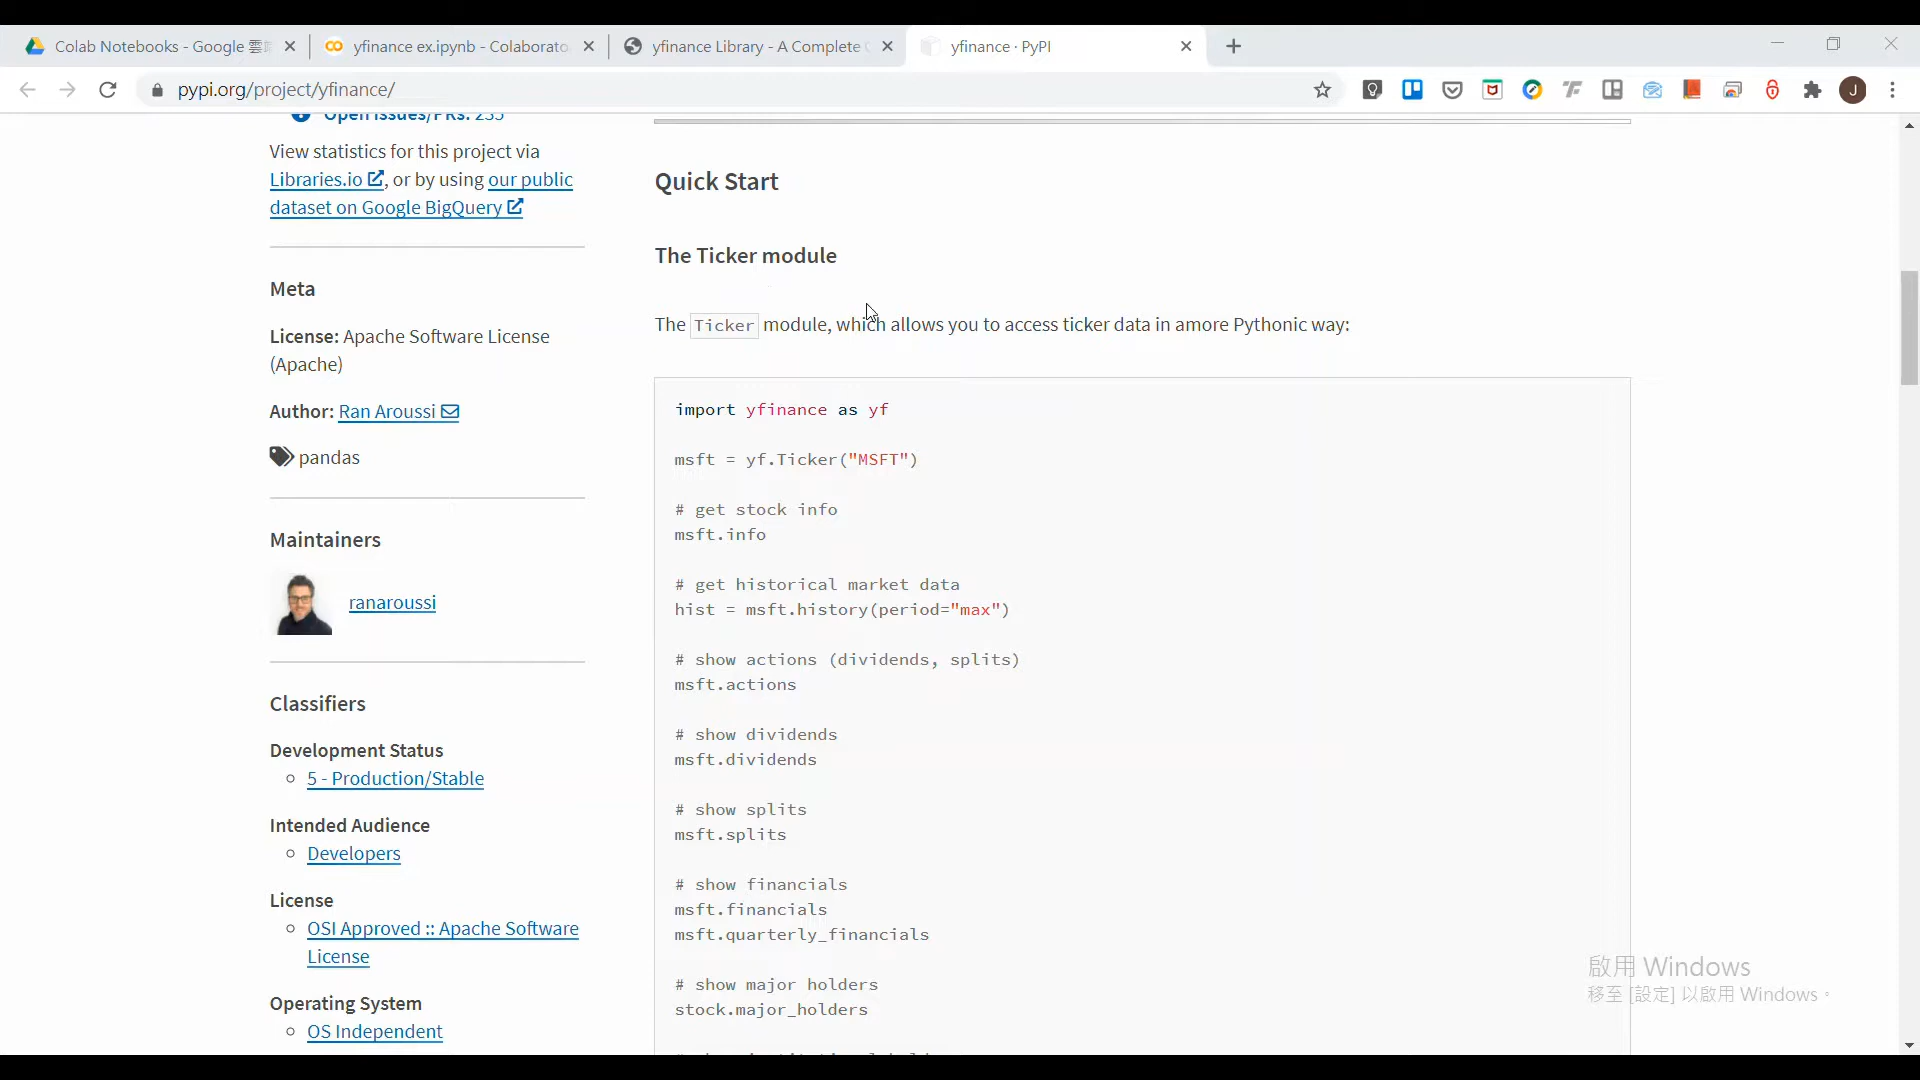 Colab Notebooks - Google 雲端
yfinance ex.ipynb - Colaborato
yfinance Library - A Complete
yfinance · PyPI
pypi.org/project/yfinance/
J
Open issues/PRs: 235
View statistics for this project via
Libraries.io, or by using our public
dataset on Google BigQuery
Meta
License: Apache Software License
(Apache)
Author: Ran Aroussi
pandas
Maintainers
ranaroussi
Classifiers
Development Status
5 - Production/Stable
Intended Audience
Developers
License
OSI Approved :: Apache Software
License
Operating System
OS Independent
Quick Start
The Ticker module
The Ticker module, which allows you to access ticker data in amore Pythonic way:
import yfinance as yf
msft = yf.Ticker("MSFT")
# get stock info
msft.info
# get historical market data
hist = msft.history(period="max")
# show actions (dividends, splits)
msft.actions
# show dividends
msft.dividends
# show splits
msft.splits
# show financials
msft.financials
msft.quarterly_financials
# show major holders
stock.major_holders
啟用 Windows
移至 [設定] 以啟用 Windows。